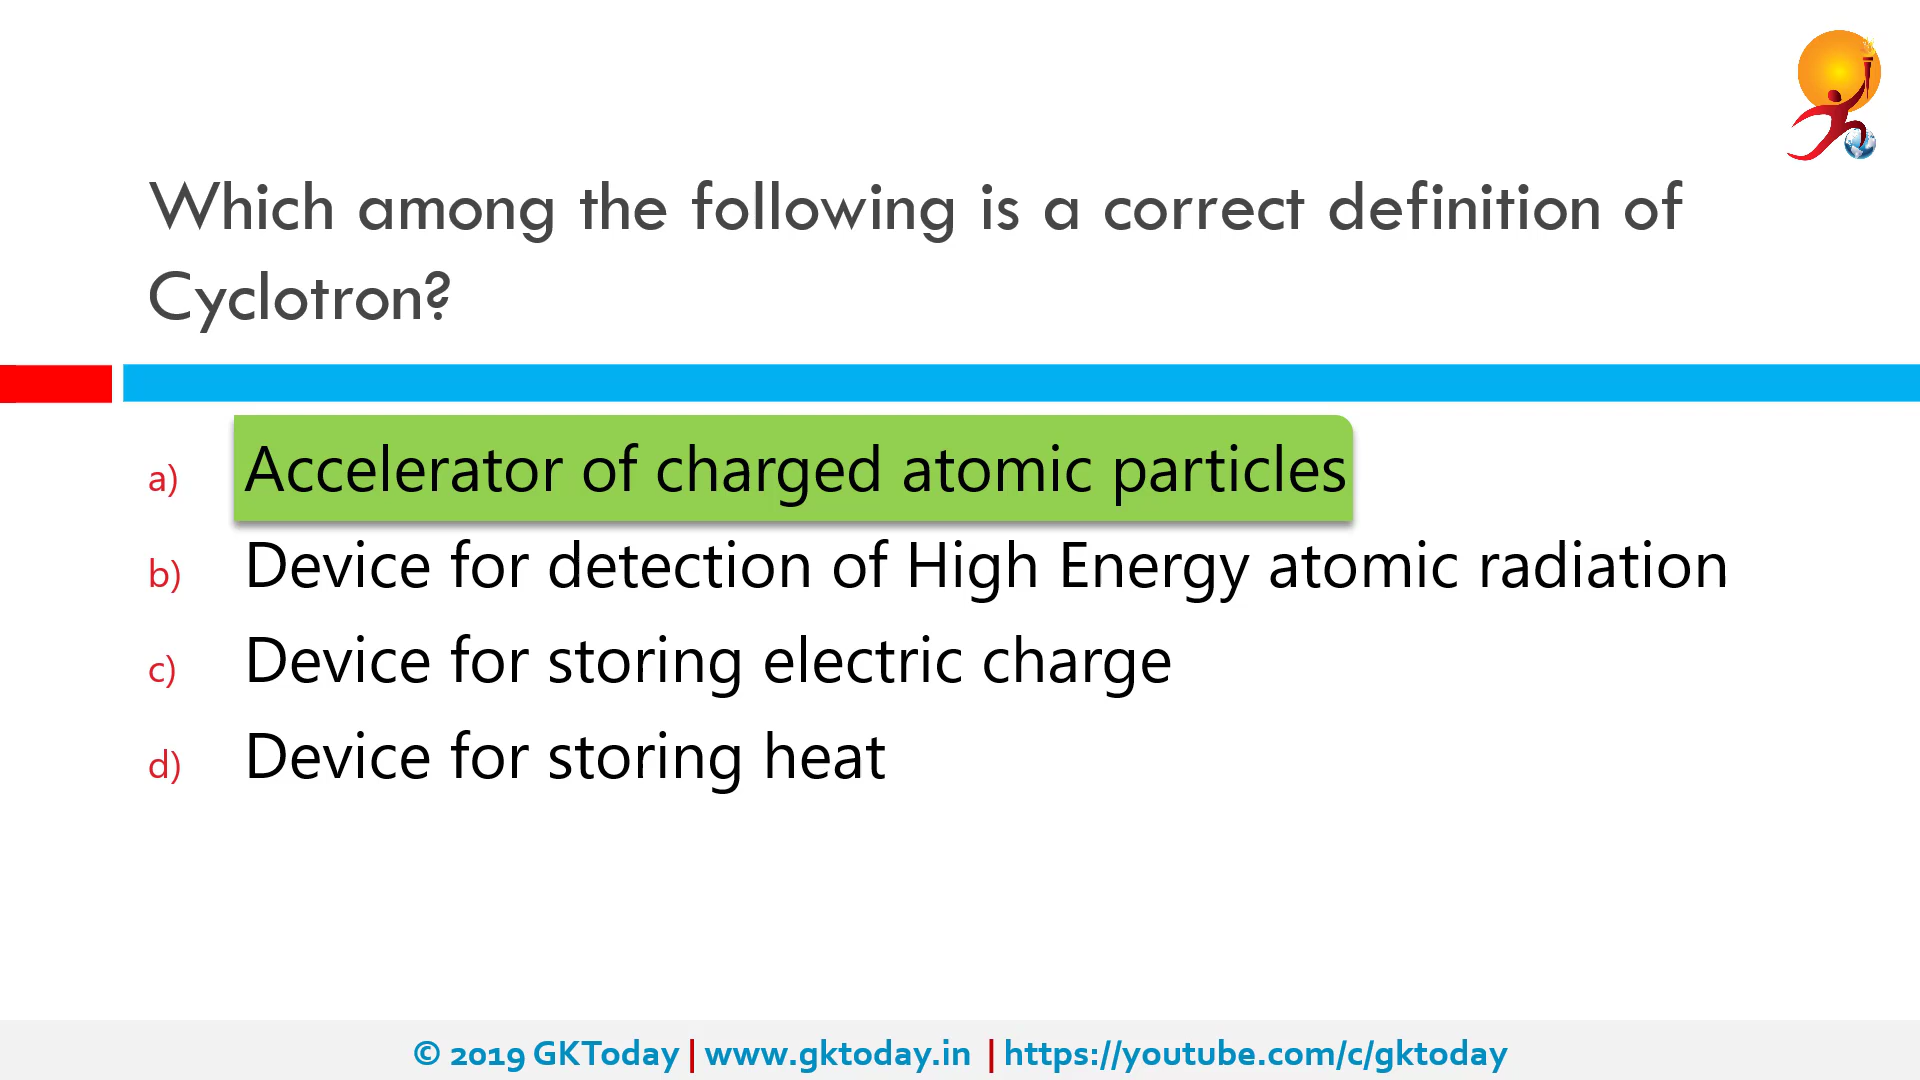 Which among the following is a correct definition of
Cyclotron?
a) Accelerator of charged atomic particles
b) Device for detection of High Energy atomic radiation
c) Device for storing electric charge
d) Device for storing heat
© 2019 GKToday | www.gktoday.in | https://youtube.com/c/gktoday